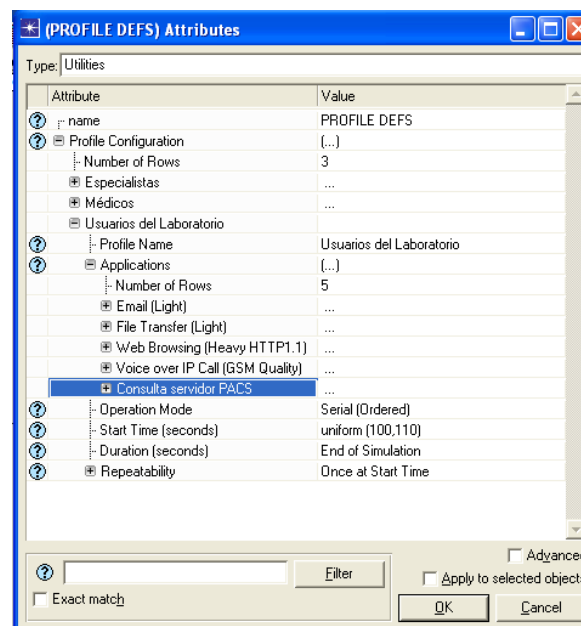 (PROFILE DEFS) Attributes
Type: Utilities
Attribute Value
name PROFILE DEFS
Profile Configuration (...)
Number of Rows 3
Especialistas ...
Médicos ...
Usuarios del Laboratorio
Profile Name Usuarios del Laboratorio
Applications (...)
Number of Rows 5
Email (Light) ...
File Transfer (Light) ...
Web Browsing (Heavy HTTP1.1) ...
Voice over IP Call (GSM Quality) ...
Consulta servidor PACS ...
Operation Mode Serial (Ordered)
Start Time (seconds) uniform (100,110)
Duration (seconds) End of Simulation
Repeatability Once at Start Time
Advanced
Filter
Apply to selected objects
Exact match
OK Cancel